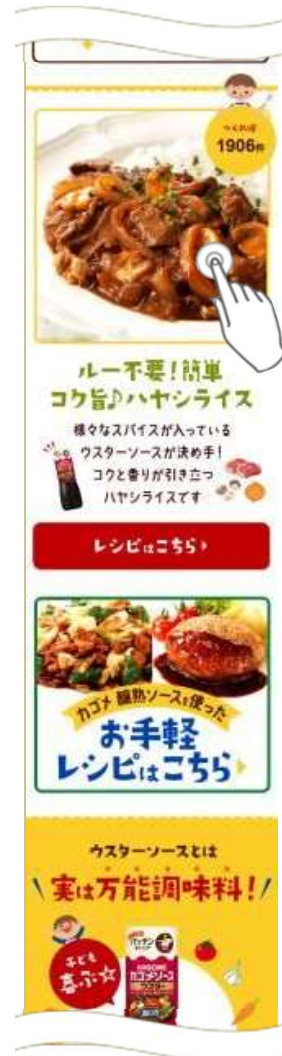 つくれぽ
1906件
ルー不要!簡単
コク旨♪ハヤシライス
様々なスパイスが入っている
ウスターソースが決め手!
コクと香りが引き立つ
ハヤシライスです
レシピはこちら
カゴメ 醸熟ソースを使った
お手軽
レシピはこちら
ウスターソースとは
実は万能調味料!
子ども
喜ぶ☆
KAGOME
カゴメソース
ウスター